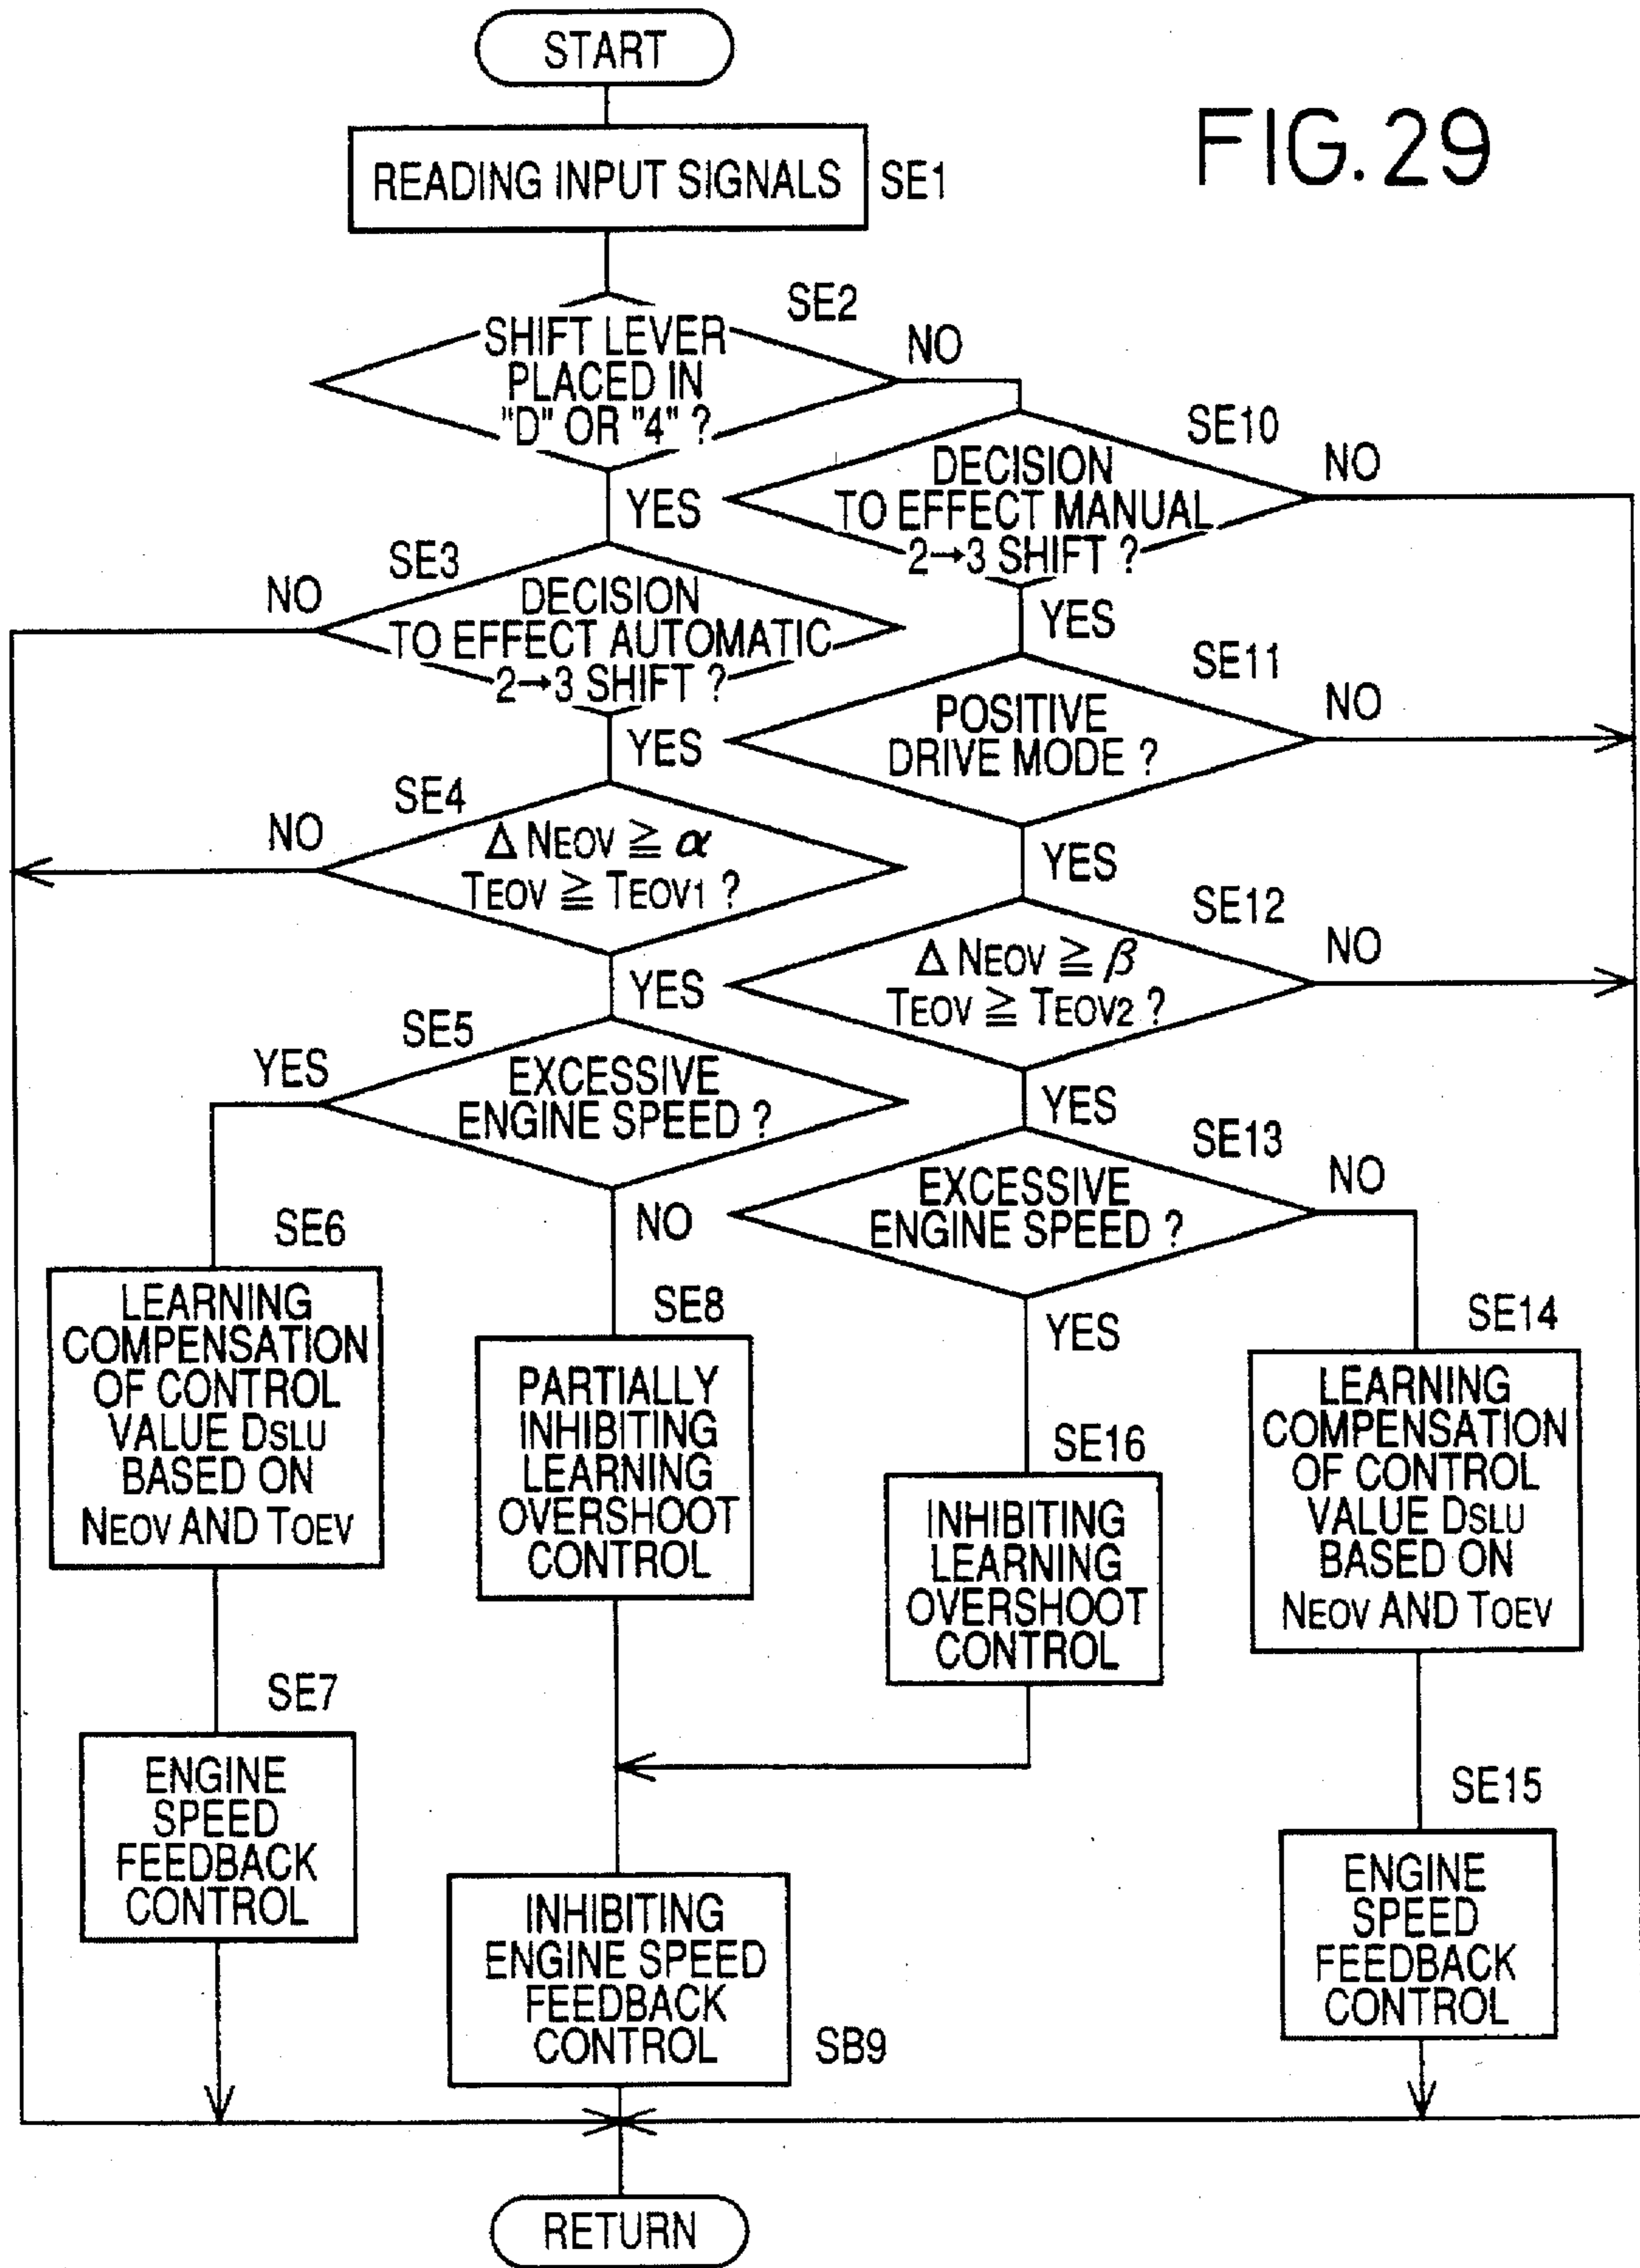 START
FIG.29
READING INPUT SIGNALS
SE1
SE2
SHIFT LEVER
PLACED IN
"D" OR "4" ?
NO
YES
SE10
DECISION
TO EFFECT MANUAL
2→3 SHIFT ?
NO
YES
SE3
NO
DECISION
TO EFFECT AUTOMATIC
2→3 SHIFT ?
YES
SE11
POSITIVE
DRIVE MODE ?
NO
YES
SE4
NO
Δ NEOV ≧ α
TEOV ≧ TEOV1 ?
YES
SE12
Δ NEOV ≧ β
TEOV ≧ TEOV2 ?
NO
YES
SE5
YES
EXCESSIVE
ENGINE SPEED ?
NO
SE13
EXCESSIVE
ENGINE SPEED ?
NO
YES
SE6
LEARNING
COMPENSATION
OF CONTROL
VALUE DSLU
BASED ON
NEOV AND TOEV
SE8
PARTIALLY
INHIBITING
LEARNING
OVERSHOOT
CONTROL
SE16
INHIBITING
LEARNING
OVERSHOOT
CONTROL
SE14
LEARNING
COMPENSATION
OF CONTROL
VALUE DSLU
BASED ON
NEOV AND TOEV
SE7
ENGINE
SPEED
FEEDBACK
CONTROL
INHIBITING
ENGINE SPEED
FEEDBACK
CONTROL
SB9
SE15
ENGINE
SPEED
FEEDBACK
CONTROL
RETURN